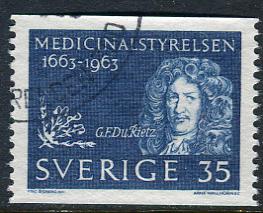 MEDICINALSTYRELSEN
1663-1963
G.F.Du.Rietz
SVERIGE 35